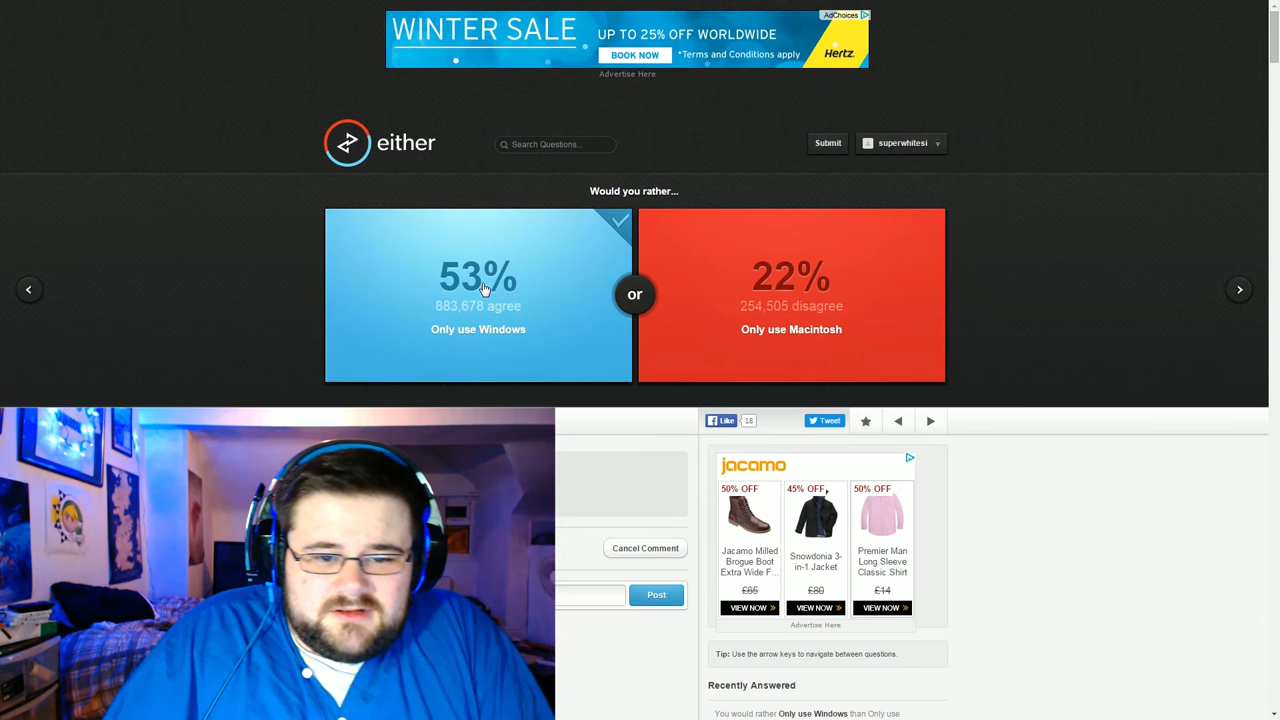 WINTER SALE
UP TO 25% OFF WORLDWIDE
BOOK NOW *Terms and Conditions apply
Hertz.
AdChoices
Advertise Here
either
Search Questions...
Submit
superwhitesi
Would you rather...
53%
883,678 agree
Only use Windows
or
22%
254,505 disagree
Only use Macintosh
Like 18
Tweet
Cancel Comment
Post
jacamo
50% OFF
Jacamo Milled
Brogue Boot
Extra Wide F...
£65
VIEW NOW »
45% OFF
Snowdonia 3-
in-1 Jacket
£80
VIEW NOW »
50% OFF
Premier Man
Long Sleeve
Classic Shirt
£14
VIEW NOW »
Advertise Here
Tip: Use the arrow keys to navigate between questions.
Recently Answered
You would rather Only use Windows than Only use